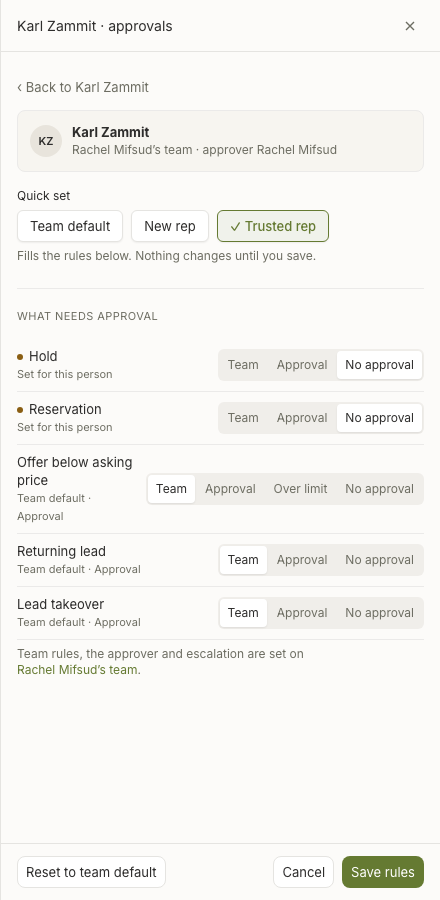 Karl Zammit · approvals
✕
‹ Back to Karl Zammit
KZ
Karl Zammit
Rachel Mifsud’s team · approver Rachel Mifsud
Quick set
Team default
New rep
✓ Trusted rep
Fills the rules below. Nothing changes until you save.
WHAT NEEDS APPROVAL
Hold
Set for this person
Team Approval No approval
Reservation
Set for this person
Team Approval No approval
Offer below asking
price
Team default ·
Approval
Team Approval Over limit No approval
Returning lead
Team default · Approval
Team Approval No approval
Lead takeover
Team default · Approval
Team Approval No approval
Team rules, the approver and escalation are set on
Rachel Mifsud’s team.
Reset to team default
Cancel
Save rules